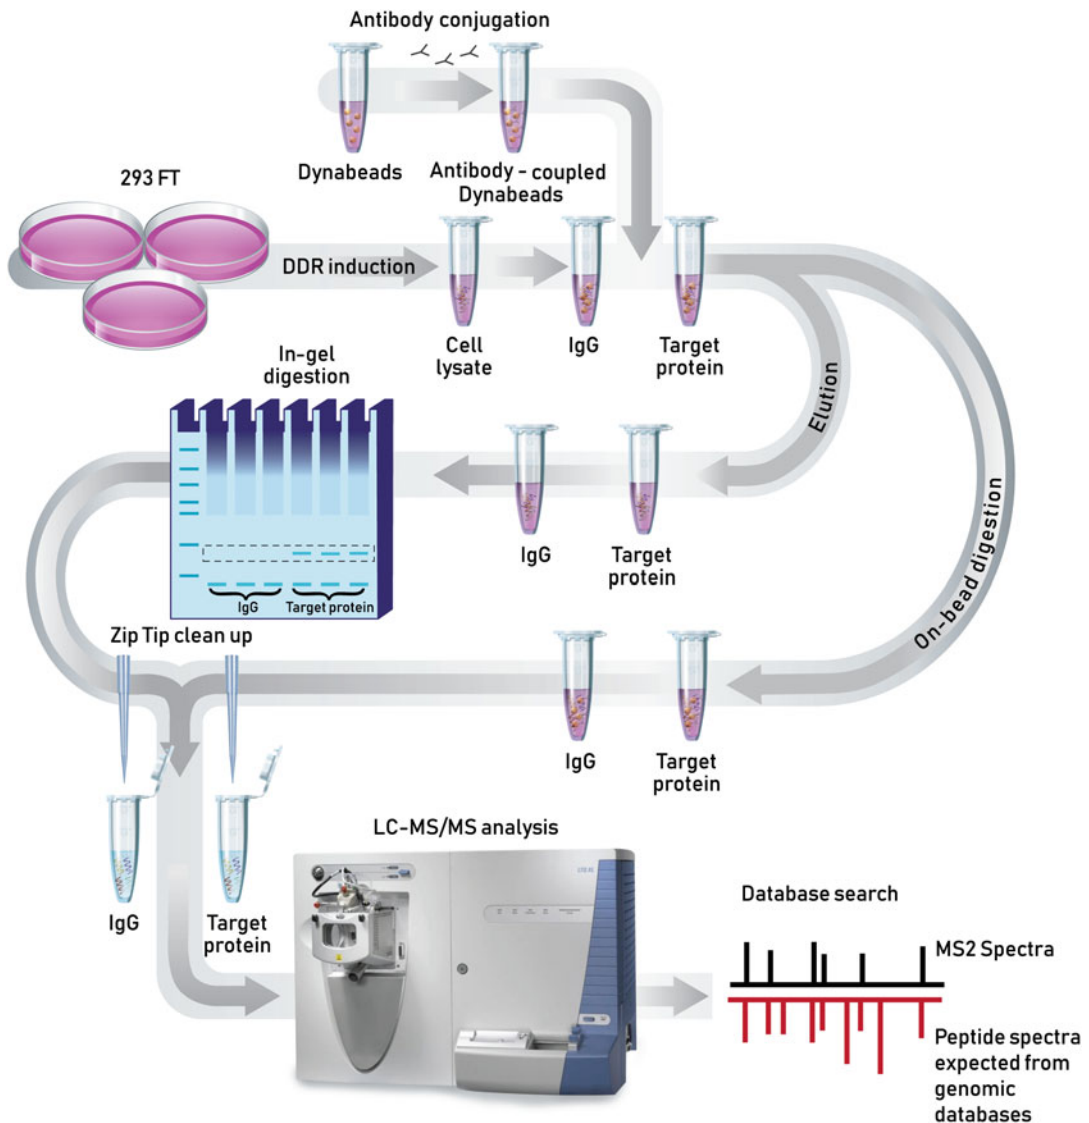 Antibody conjugation
Dynabeads
Antibody - coupled
Dynabeads
293 FT
DDR induction
Cell
lysate
IgG
Target
protein
In-gel
digestion
Elution
On-bead digestion
IgG
Target
protein
IgG
Target protein
Zip Tip clean up
IgG
Target
protein
IgG
Target
protein
LC-MS/MS analysis
Database search
MS2 Spectra
Peptide spectra
expected from
genomic
databases